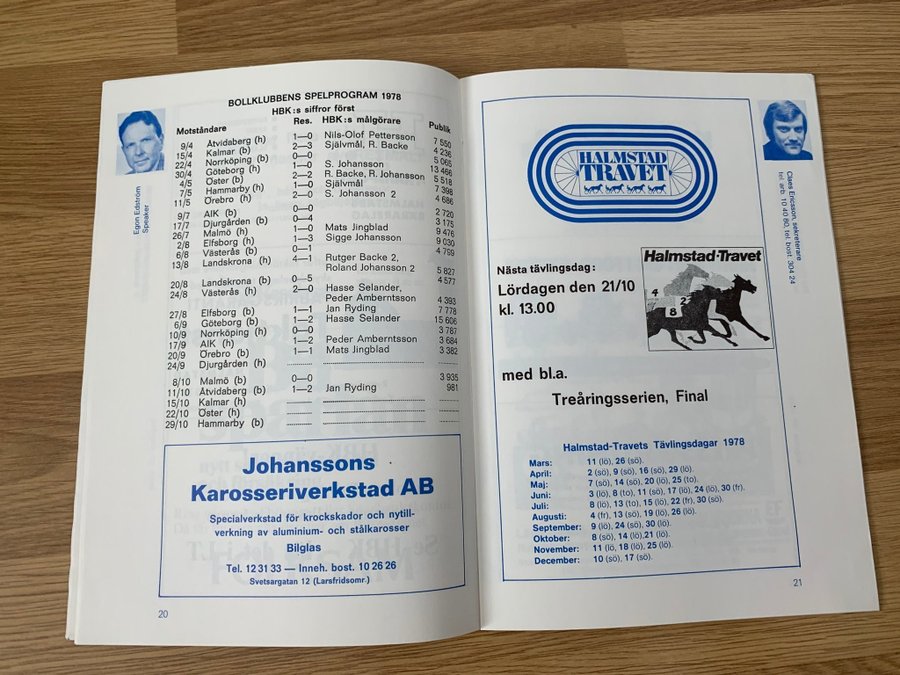 BOLLKLUBBENS SPELPROGRAM 1978
HBK:s siffror först
Motståndare Res. HBK:s målgörare Publik
9/4 Åtvidaberg (h) 1—0 Nils-Olof Pettersson 7 550
15/4 Kalmar (b) 2—3 Självmål, R. Backe 4 236
22/4 Norrköping (b) 0—0 5 065
30/4 Göteborg (h) 1—0 S. Johansson 13 466
4/5 Öster (b) 2—2 R. Backe, R. Johansson 5 518
7/5 Hammarby (h) 1—0 Självmål 7 398
11/5 Örebro (h) 2—0 S. Johansson 2 4 686
9/7 AIK (b) 0—0 2 720
17/7 Djurgården (b) 0—4 3 175
26/7 Malmö (h) 1—0 Mats Jingblad 9 476
2/8 Elfsborg (h) 1—3 Sigge Johansson 9 030
6/8 Västerås (b) 0—1 4 759
13/8 Landskrona (h) 4—1 Rutger Backe 2,
Roland Johansson 2 5 827
20/8 Landskrona (b) 0—5 4 577
24/8 Västerås (h) 2—0 Hasse Selander,
Peder Amberntsson 4 393
27/8 Elfsborg (b) 1—1 Jan Ryding 7 778
6/9 Göteborg (b) 1—2 Hasse Selander 15 606
10/9 Norrköping (h) 0—0 3 787
17/9 AIK (h) 1—2 Peder Amberntsson 3 684
20/9 Örebro (b) 1—1 Mats Jingblad 3 382
24/9 Djurgården (h)
8/10 Malmö (b) 0—0 3 935
11/10 Åtvidaberg (b) 1—2 Jan Ryding 981
15/10 Kalmar (h)
22/10 Öster (h)
29/10 Hammarby (b)
Egon Edström
Speaker
Johanssons
Karosseriverkstad AB
Specialverkstad för krockskador och nytill-
verkning av aluminium- och stålkarosser
Bilglas
Tel. 12 31 33 — Inneh. bost. 10 26 26
Svetsargatan 12 (Larsfridsomr.)
20
HALMSTAD
TRAVET
Claes Ericsson, sekreterare
tel. arb. 10 40 80, tel. bost. 304 24
Nästa tävlingsdag:
Lördagen den 21/10
kl. 13.00
Halmstad-Travet
4
2
8
med bl.a.
Treåringsserien, Final
Halmstad-Travets Tävlingsdagar 1978
Mars: 11 (lö), 26 (sö).
April: 2 (sö), 9 (sö), 16 (sö), 29 (lö).
Maj: 7 (sö), 14 (sö), 20 (lö), 25 (to).
Juni: 3 (lö), 8 (to), 11 (sö), 17 (lö), 24 (lö), 30 (fr).
Juli: 8 (lö), 13 (to), 15 (lö), 22 (fr), 30 (sö).
Augusti: 4 (fr), 13 (sö), 19 (lö), 26 (lö).
September: 9 (lö), 24 (sö), 30 (lö).
Oktober: 8 (sö), 14 (lö), 21 (lö).
November: 11 (lö), 18 (lö), 25 (lö).
December: 10 (sö), 17 (sö).
21